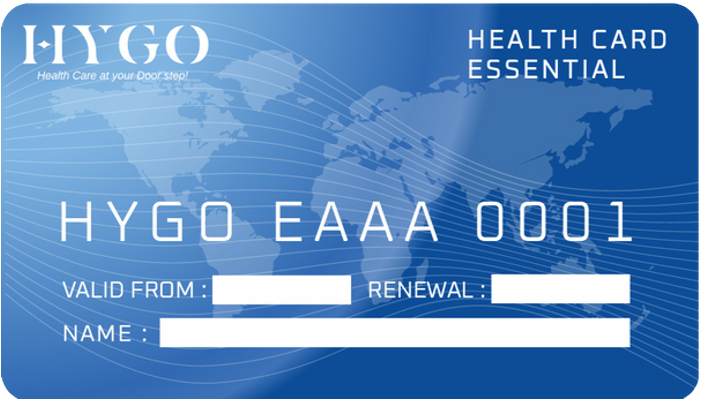 HYGO
Health Care at your Door step!
HEALTH CARD
ESSENTIAL
HYGO EAAA 0001
VALID FROM :
RENEWAL :
NAME :